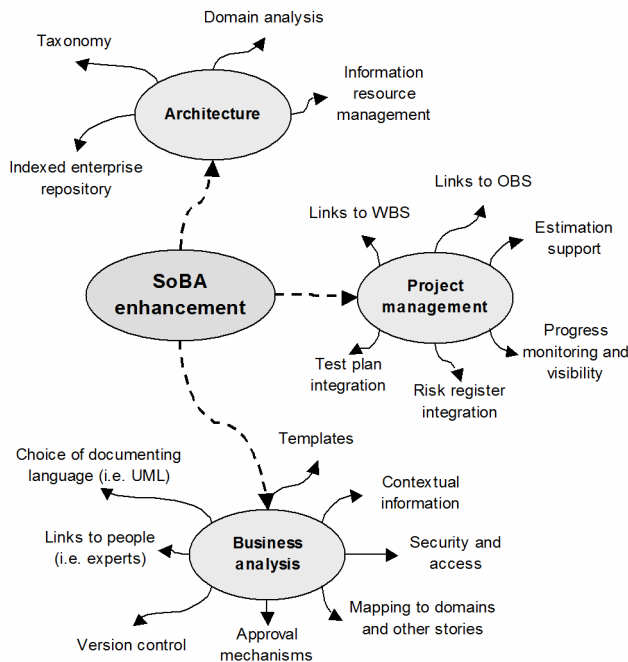 Domain analysis
Taxonomy
Information
resource
management
Architecture
Indexed enterprise
repository
Links to OBS
Links to WBS
Estimation
support
SoBA
enhancement
Project
management
Progress
monitoring and
visibility
Test plan
integration
Risk register
integration
Templates
Choice of documenting
language (i.e. UML)
Contextual
information
Links to people
(i.e. experts)
Business
analysis
Security and
access
Mapping to domains
and other stories
Version control
Approval
mechanisms